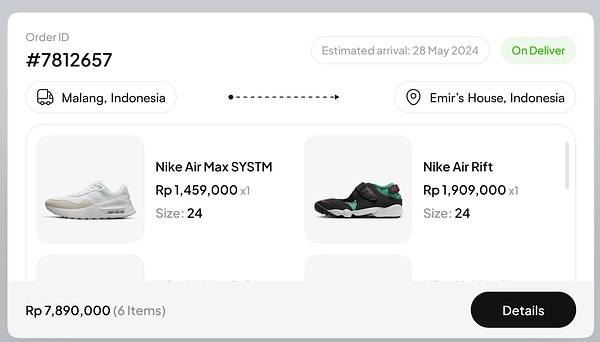 Order ID
#7812657
Estimated arrival: 28 May 2024
On Deliver
Malang, Indonesia
Emir's House, Indonesia
Nike Air Max SYSTM
Rp 1,459,000 x1
Size: 24
Nike Air Rift
Rp 1,909,000 x1
Size: 24
Rp 7,890,000 (6 Items)
Details